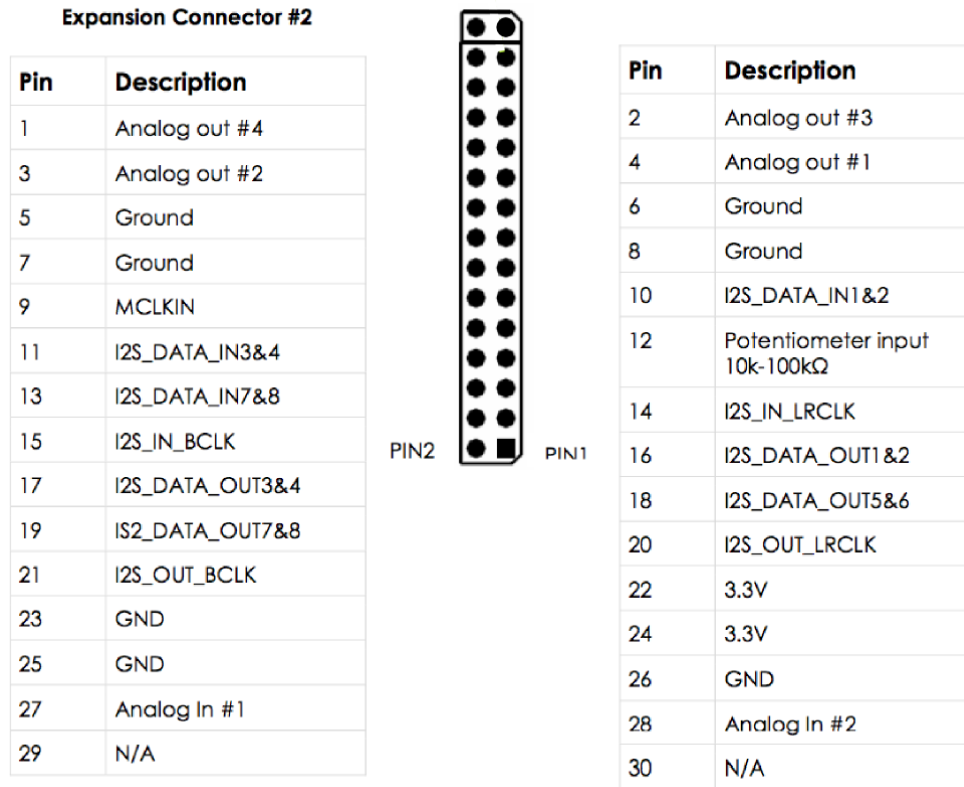 Expansion Connector #2
Pin Description
1 Analog out #4
3 Analog out #2
5 Ground
7 Ground
9 MCLKIN
11 I2S_DATA_IN3&4
13 I2S_DATA_IN7&8
15 I2S_IN_BCLK
17 I2S_DATA_OUT3&4
19 IS2_DATA_OUT7&8
21 I2S_OUT_BCLK
23 GND
25 GND
27 Analog In #1
29 N/A
PIN2 PIN1
Pin Description
2 Analog out #3
4 Analog out #1
6 Ground
8 Ground
10 I2S_DATA_IN1&2
12 Potentiometer input
10k-100kΩ
14 I2S_IN_LRCLK
16 I2S_DATA_OUT1&2
18 I2S_DATA_OUT5&6
20 I2S_OUT_LRCLK
22 3.3V
24 3.3V
26 GND
28 Analog In #2
30 N/A